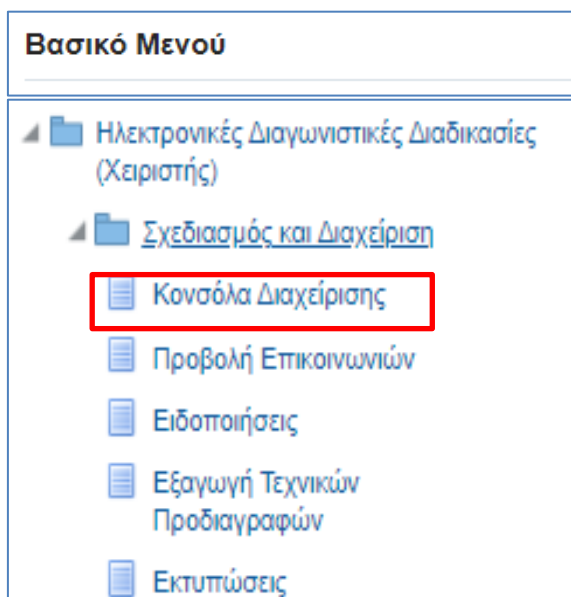 Βασικό Μενού
Ηλεκτρονικές Διαγωνιστικές Διαδικασίες
(Χειριστής)
Σχεδιασμός και Διαχείριση
Κονσόλα Διαχείρισης
Προβολή Επικοινωνιών
Ειδοποιήσεις
Εξαγωγή Τεχνικών
Προδιαγραφών
Εκτυπώσεις